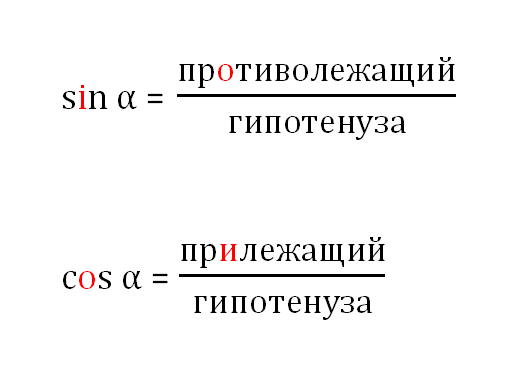 sin α = противолежащий
гипотенуза
cos α = прилежащий
гипотенуза